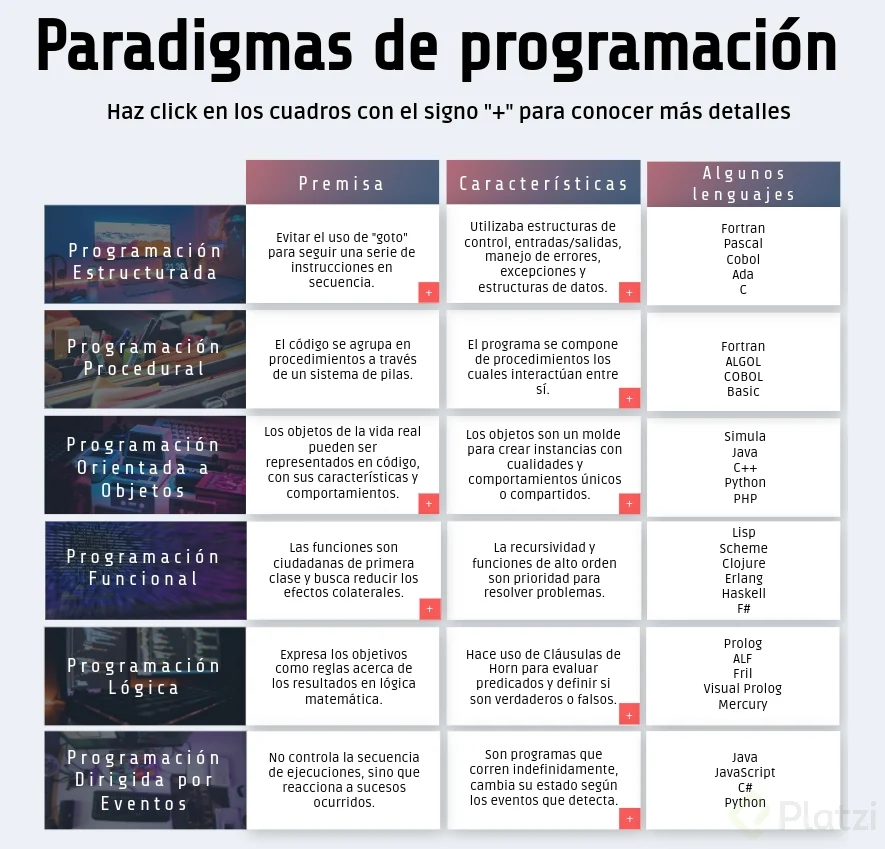 Paradigmas de programación
Haz click en los cuadros con el signo "+" para conocer más detalles
Premisa
Características
Algunos
lenguajes
Programación
Estructurada
Evitar el uso de "goto"
para seguir una serie de
instrucciones en
secuencia.
+
Utilizaba estructuras de
control, entradas/salidas,
manejo de errores,
excepciones y
estructuras de datos.
+
Fortran
Pascal
Cobol
Ada
C
Programación
Procedural
El código se agrupa en
procedimientos a través
de un sistema de pilas.
El programa se compone
de procedimientos los
cuales interactúan entre
sí.
+
Fortran
ALGOL
COBOL
Basic
Programación
Orientada a
Objetos
Los objetos de la vida real
pueden ser
representados en código,
con sus características y
comportamientos.
+
Los objetos son un molde
para crear instancias con
cualidades y
comportamientos únicos
o compartidos.
+
Simula
Java
C++
Python
PHP
Programación
Funcional
Las funciones son
ciudadanas de primera
clase y busca reducir los
efectos colaterales.
+
La recursividad y
funciones de alto orden
son prioridad para
resolver problemas.
Lisp
Scheme
Clojure
Erlang
Haskell
F#
Programación
Lógica
Expresa los objetivos
como reglas acerca de
los resultados en lógica
matemática.
Hace uso de Cláusulas de
Horn para evaluar
predicados y definir si
son verdaderos o falsos.
+
Prolog
ALF
Fril
Visual Prolog
Mercury
Programación
Dirigida por
Eventos
No controla la secuencia
de ejecuciones, sino que
reacciona a sucesos
ocurridos.
Son programas que
corren indefinidamente,
cambia su estado según
los eventos que detecta.
+
Java
JavaScript
C#
Python
Platzi